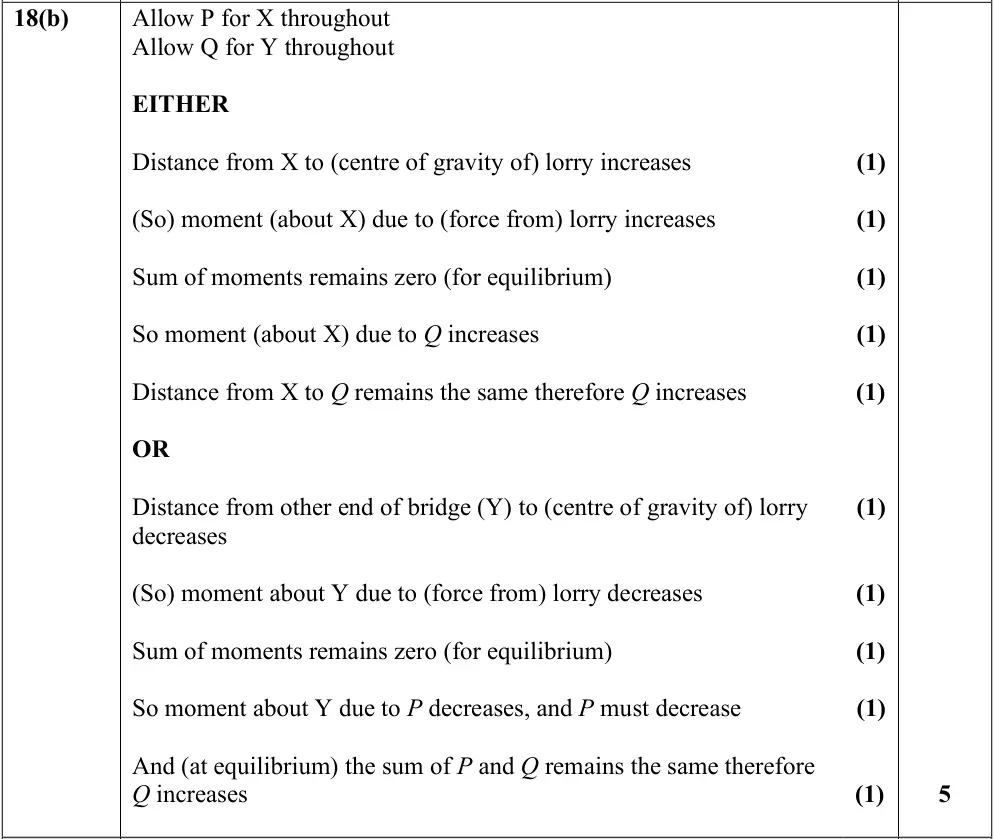 18(b)
Allow P for X throughout
Allow Q for Y throughout
EITHER
Distance from X to (centre of gravity of) lorry increases (1)
(So) moment (about X) due to (force from) lorry increases (1)
Sum of moments remains zero (for equilibrium) (1)
So moment (about X) due to Q increases (1)
Distance from X to Q remains the same therefore Q increases (1)
OR
Distance from other end of bridge (Y) to (centre of gravity of) lorry (1)
decreases
(So) moment about Y due to (force from) lorry decreases (1)
Sum of moments remains zero (for equilibrium) (1)
So moment about Y due to P decreases, and P must decrease (1)
And (at equilibrium) the sum of P and Q remains the same therefore
Q increases (1) 5